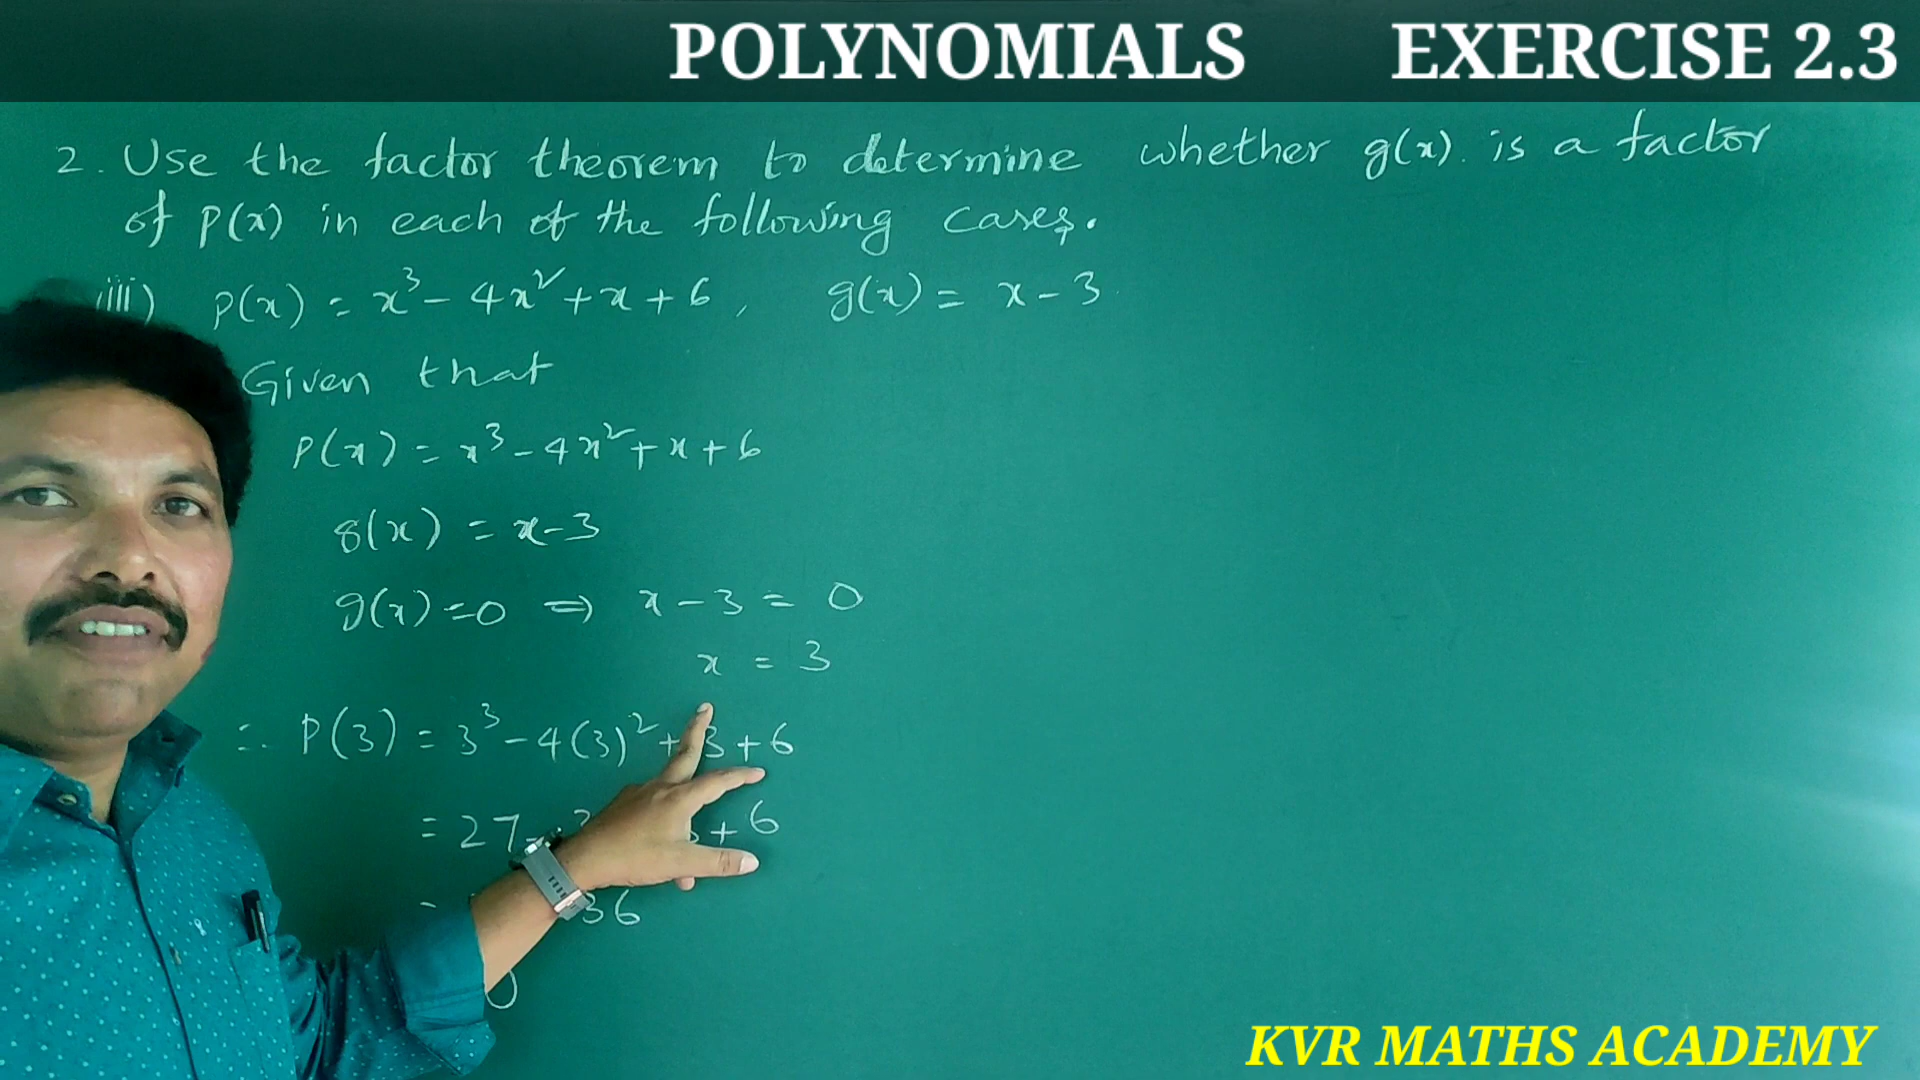 POLYNOMIALS EXERCISE 2.3
2. Use the factor theorem to determine whether g(x) is a factor
of p(x) in each of the following cases.
(iii) p(x) = x³ - 4x² + x + 6, g(x) = x - 3
Given that
p(x) = x³ - 4x² + x + 6
g(x) = x - 3
g(x) = 0 ⇒ x - 3 = 0
x = 3
∴ p(3) = 3³ - 4(3)² + 3 + 6
= 27 - + 6
= 36
0
KVR MATHS ACADEMY